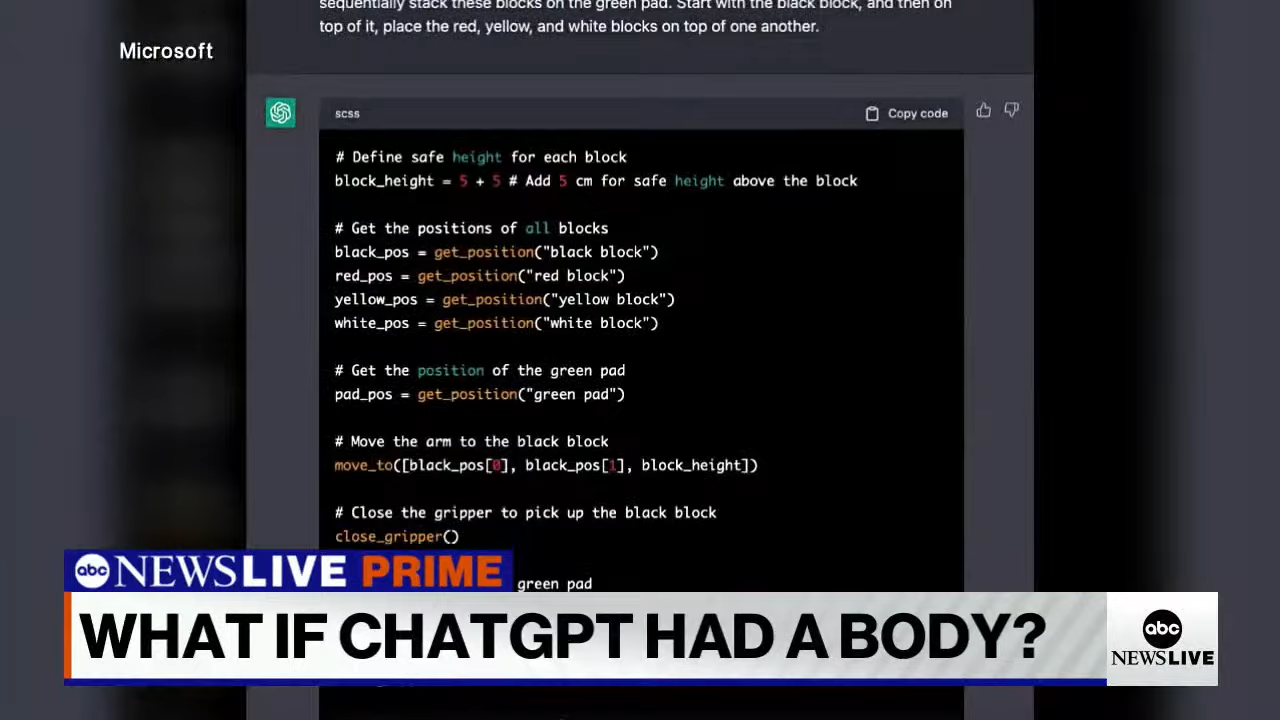 sequentially stack these blocks on the green pad. Start with the black block, and then on
top of it, place the red, yellow, and white blocks on top of one another.
Microsoft
scss
Copy code
# Define safe height for each block
block_height = 5 + 5 # Add 5 cm for safe height above the block
# Get the positions of all blocks
black_pos = get_position("black block")
red_pos = get_position("red block")
yellow_pos = get_position("yellow block")
white_pos = get_position("white block")
# Get the position of the green pad
pad_pos = get_position("green pad")
# Move the arm to the black block
move_to([black_pos[0], black_pos[1], block_height])
# Close the gripper to pick up the black block
close_gripper()
green pad
abc NEWS LIVE PRIME
WHAT IF CHATGPT HAD A BODY?
abc
NEWS LIVE